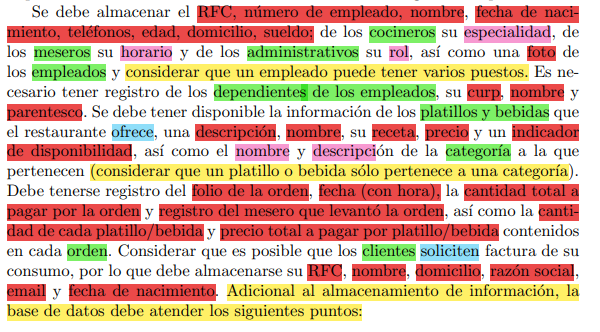 Se debe almacenar el RFC, número de empleado, nombre, fecha de naci-
miento, teléfonos, edad, domicilio, sueldo; de los cocineros su especialidad, de
los meseros su horario y de los administrativos su rol, así como una foto de
los empleados y considerar que un empleado puede tener varios puestos. Es ne-
cesario tener registro de los dependientes de los empleados, su curp, nombre y
parentesco. Se debe tener disponible la información de los platillos y bebidas que
el restaurante ofrece, una descripción, nombre, su receta, precio y un indicador
de disponibilidad, así como el nombre y descripción de la categoría a la que
pertenecen (considerar que un platillo o bebida sólo pertenece a una categoría).
Debe tenerse registro del folio de la orden, fecha (con hora), la cantidad total a
pagar por la orden y registro del mesero que levantó la orden, así como la canti-
dad de cada platillo/bebida y precio total a pagar por platillo/bebida contenidos
en cada orden. Considerar que es posible que los clientes soliciten factura de su
consumo, por lo que debe almacenarse su RFC, nombre, domicilio, razón social,
email y fecha de nacimiento. Adicional al almacenamiento de información, la
base de datos debe atender los siguientes puntos: